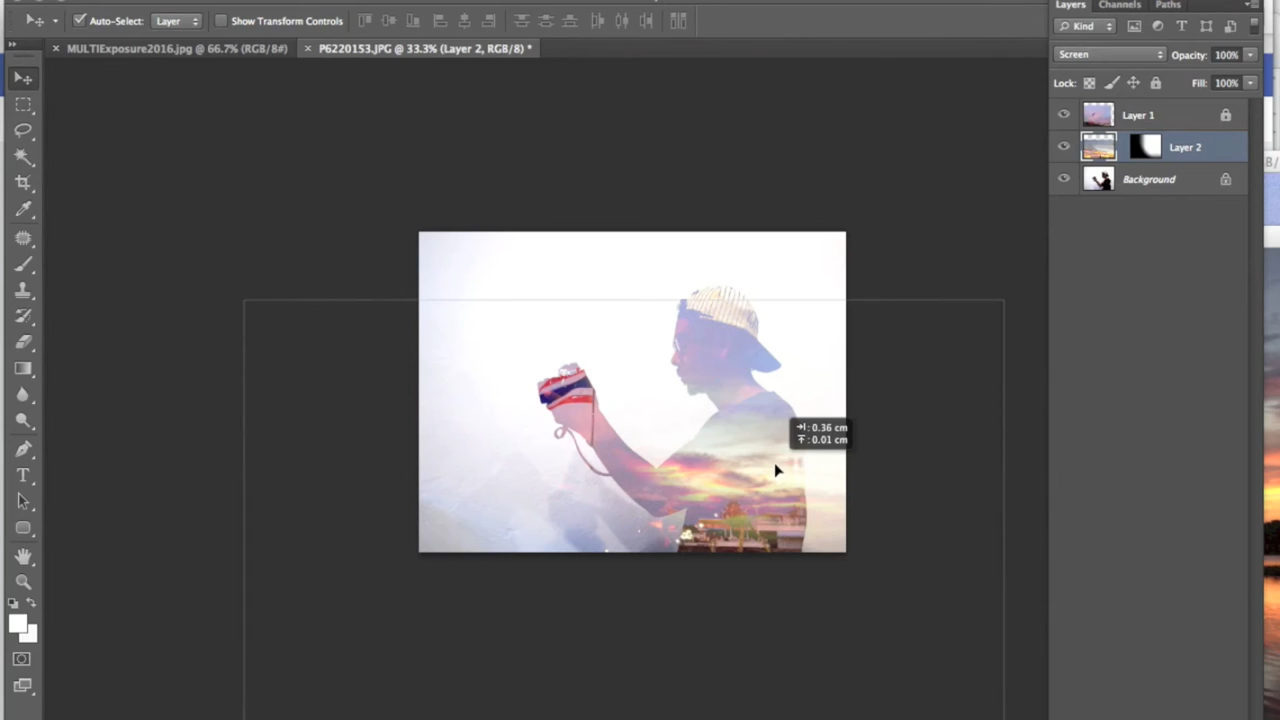 Auto-Select: Layer Show Transform Controls
Layers Channels Paths
Kind
MULTIExposure2016.jpg @ 66.7% (RGB/8#) P6220153.JPG @ 33.3% (Layer 2, RGB/8) *
Screen Opacity: 100%
Lock: Fill: 100%
Layer 1
Layer 2
Background
: 0.36 cm
: 0.01 cm